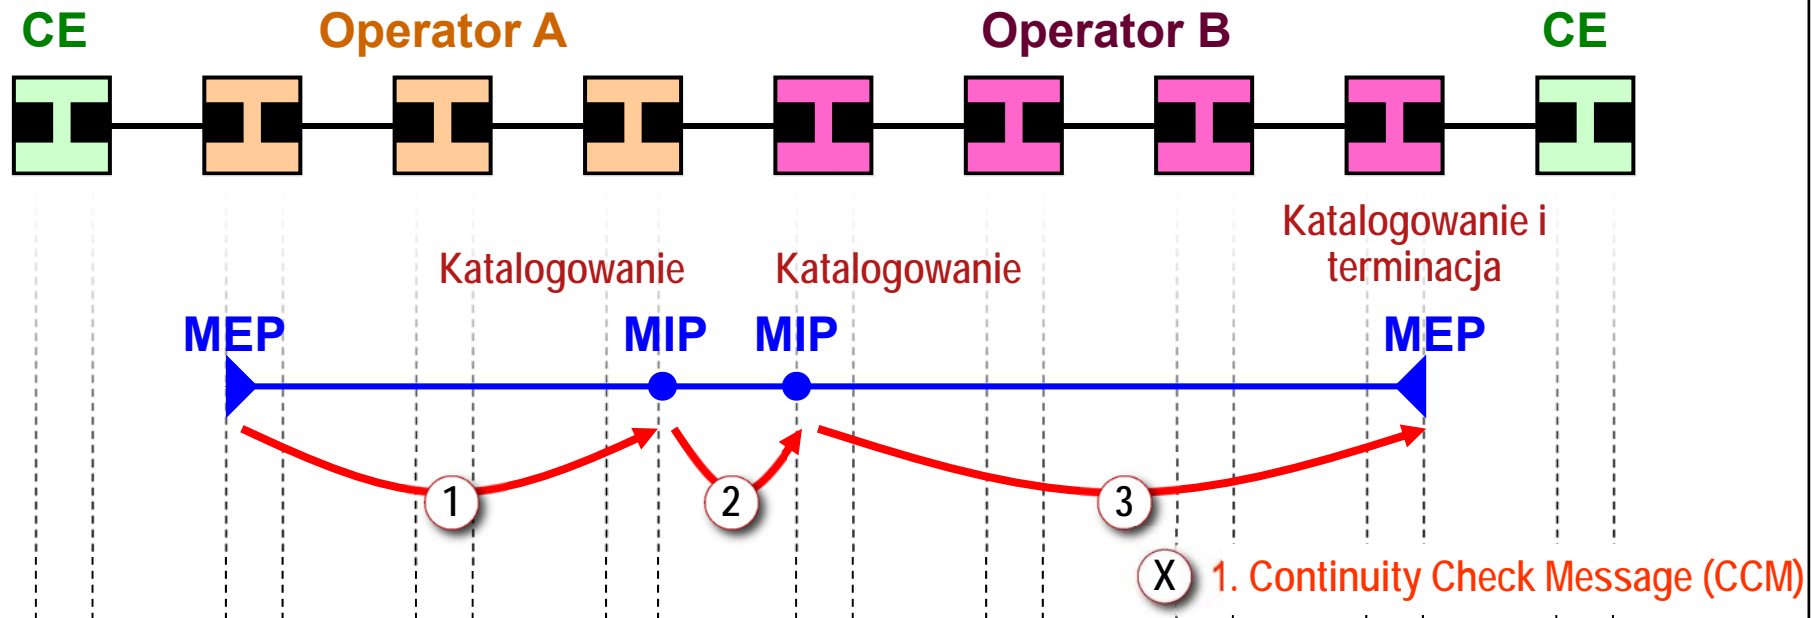 CE
Operator A
Operator B
CE
Katalogowanie i
terminacja
Katalogowanie
Katalogowanie
MEP
MIP
MIP
MEP
1
2
3
X
1. Continuity Check Message (CCM)